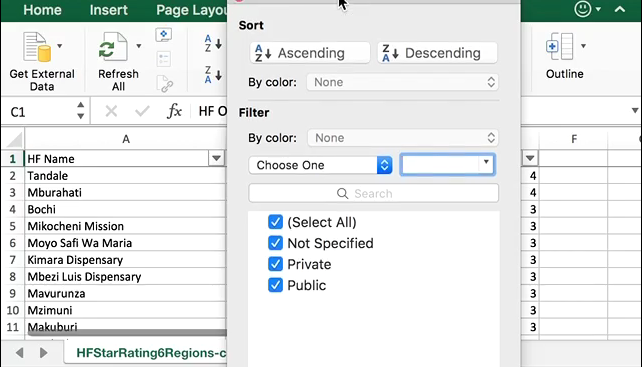 Home Insert Page Layou
Get External Data
Refresh All
A Z
Z A
Outline
C1 fx HF O
Sort
A Z Ascending Z A Descending
By color: None
Filter
By color: None
Choose One
Search
(Select All)
Not Specified
Private
Public
A F G
1 HF Name
2 Tandale 4
3 Mburahati 4
4 Bochi 3
5 Mikocheni Mission 3
6 Moyo Safi Wa Maria 3
7 Kimara Dispensary 3
8 Mbezi Luis Dispensary 3
9 Mavurunza 3
10 Mzimuni 3
11 Makuburi 3
HFStarRating6Regions-c